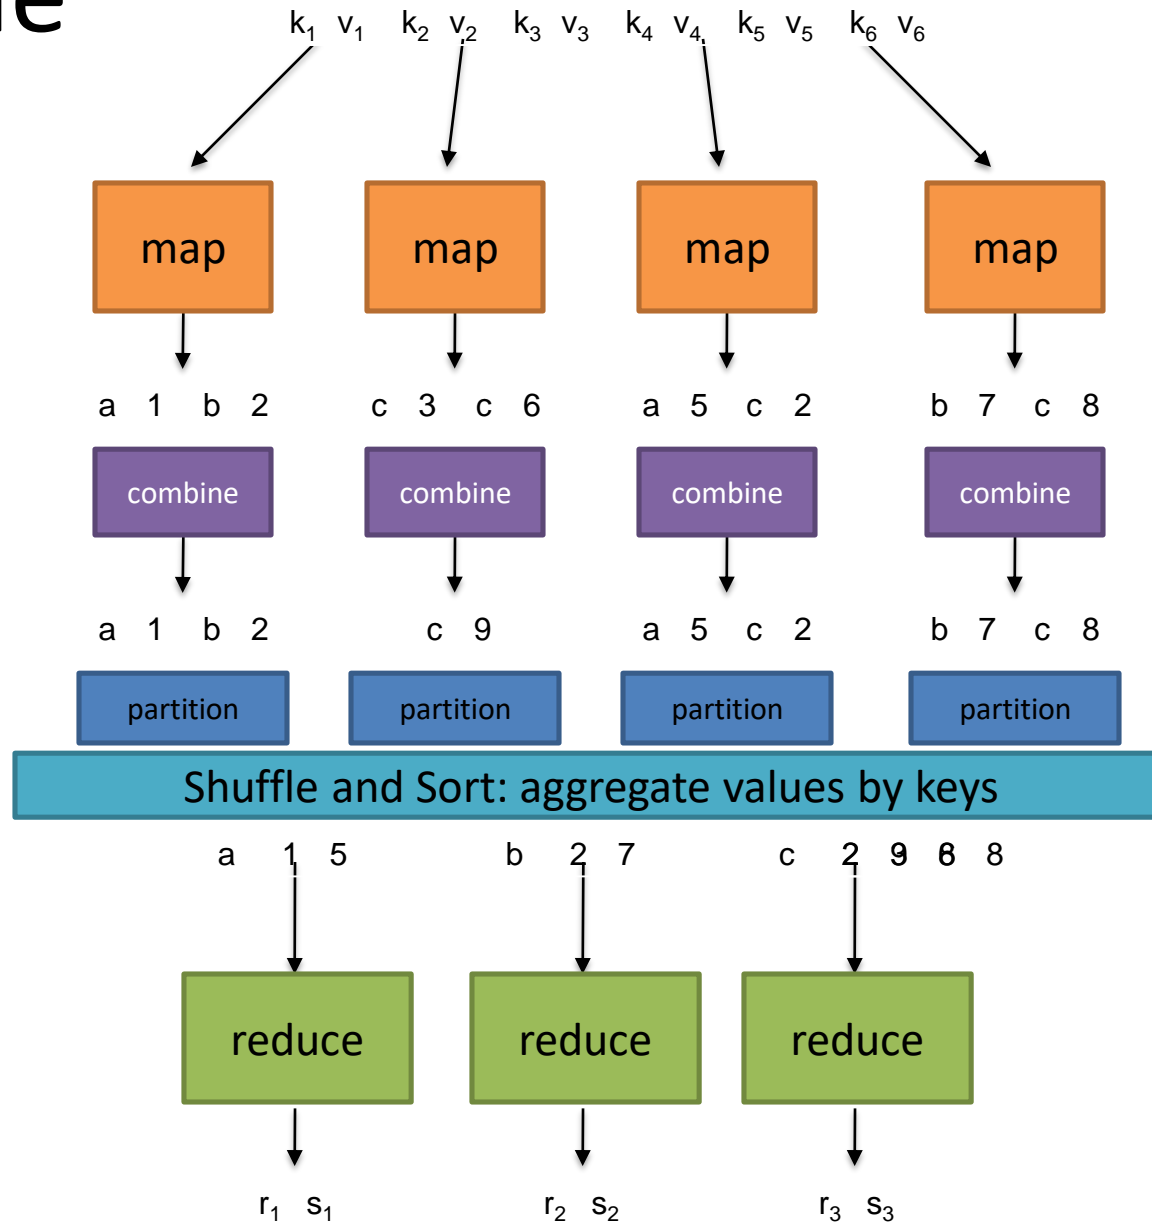 k₁ v₁ k₂ v₂ k₃ v₃ k₄ v₄ k₅ v₅ k₆ v₆
map map map map
a 1 b 2 c 3 c 6 a 5 c 2 b 7 c 8
combine combine combine combine
a 1 b 2 c 9 a 5 c 2 b 7 c 8
partition partition partition partition
Shuffle and Sort: aggregate values by keys
a 1 5 b 2 7 c 2 8
reduce reduce reduce
r₁ s₁ r₂ s₂ r₃ s₃